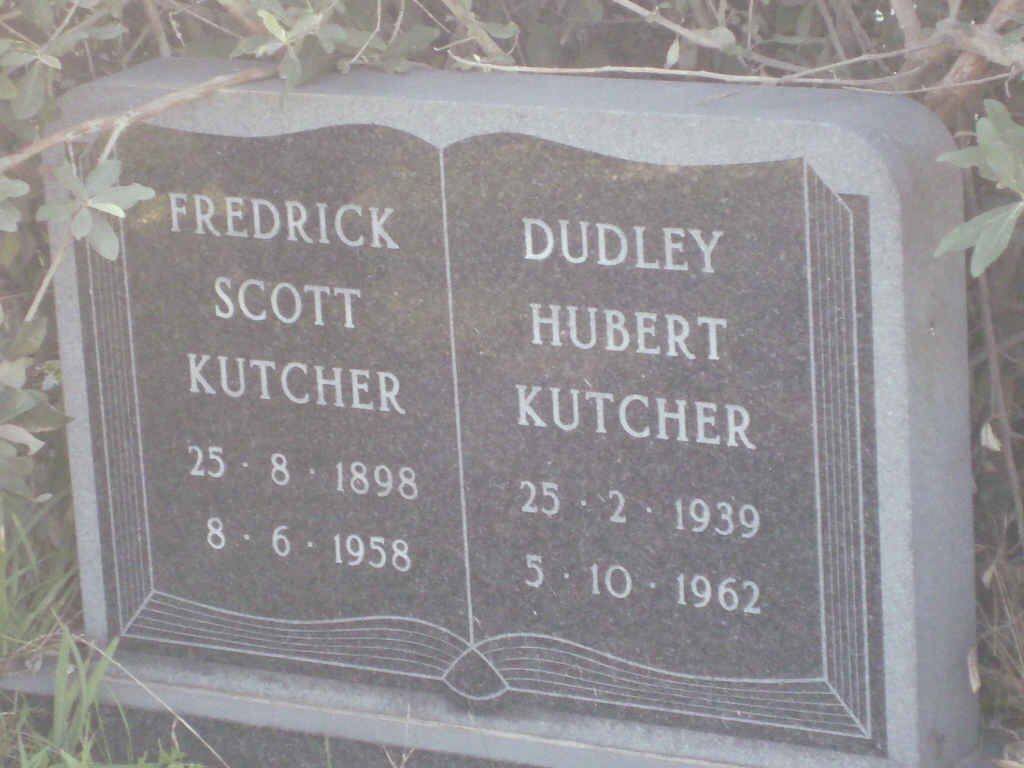 FREDRICK
SCOTT
KUTCHER
25 · 8 · 1898
8 · 6 · 1958
DUDLEY
HUBERT
KUTCHER
25 · 2 · 1939
5 · 10 · 1962